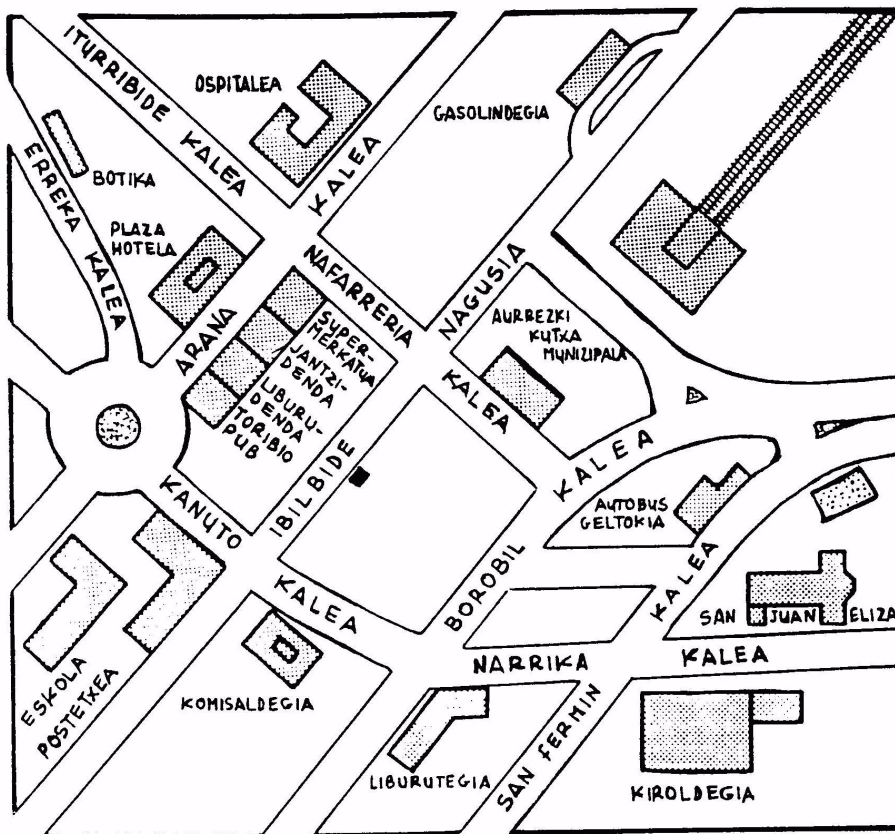 ITURRIBIDE KALEA
OSPITALEA
KALEA
GASOLINDEGIA
ERREKA KALEA
BOTIKA
PLAZA
HOTELA
ARANA
NAFARRERIA
KALEA
NAGUSIA
AURREZKI
KUTXA
MUNIZIPALA
SUPER-
MERKATUA
JANTZI-
DENDA
LIBURU-
DENDA
TORIBIO
PUB
IBILBIDE
KANUTO
KALEA
BOROBIL
KALEA
AUTOBUS
GELTOKIA
KALEA
SAN JUAN ELIZA
NARRIKA KALEA
ESKOLA
POSTETXEA
KOMISALDEGIA
LIBURUTEGIA
SAN FERMIN
KIROLDEGIA